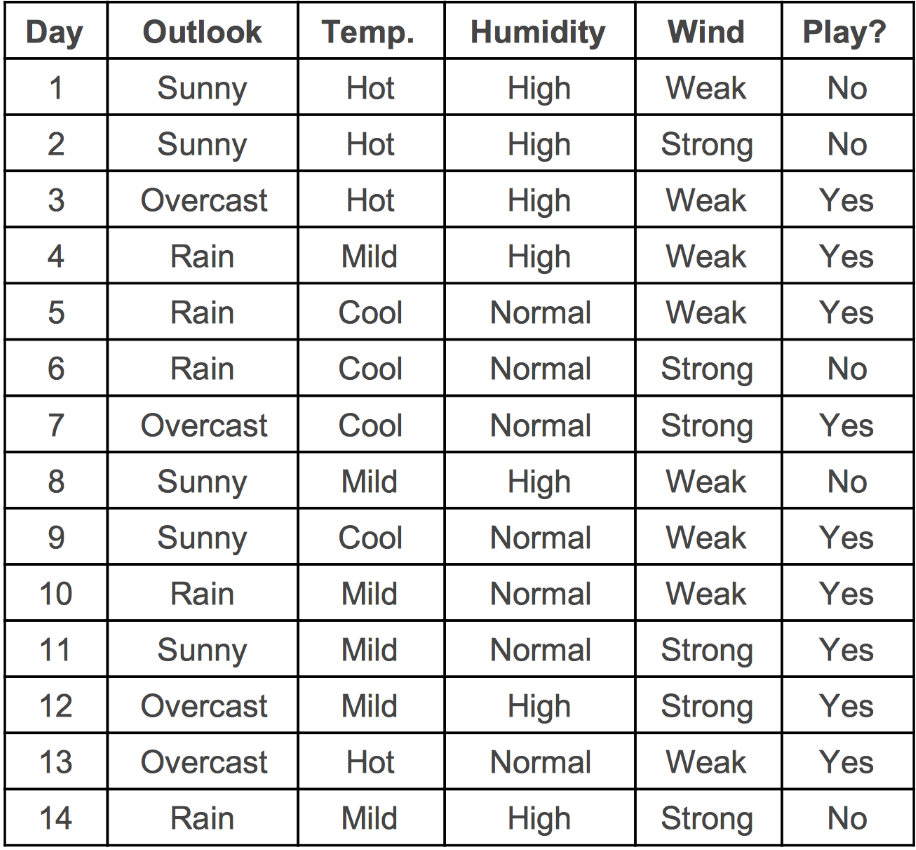 Day Outlook Temp. Humidity Wind Play?
1 Sunny Hot High Weak No
2 Sunny Hot High Strong No
3 Overcast Hot High Weak Yes
4 Rain Mild High Weak Yes
5 Rain Cool Normal Weak Yes
6 Rain Cool Normal Strong No
7 Overcast Cool Normal Strong Yes
8 Sunny Mild High Weak No
9 Sunny Cool Normal Weak Yes
10 Rain Mild Normal Weak Yes
11 Sunny Mild Normal Strong Yes
12 Overcast Mild High Strong Yes
13 Overcast Hot Normal Weak Yes
14 Rain Mild High Strong No